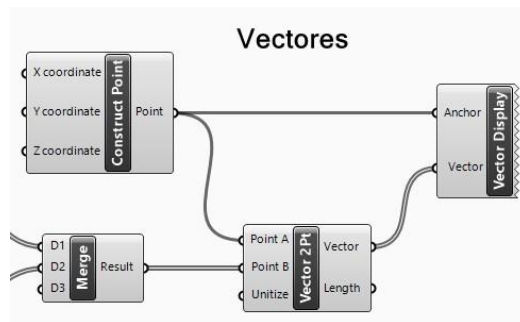 Vectores
X coordinate
Y coordinate
Z coordinate
Construct Point
Point
Anchor
Vector
Vector Display
D1
D2
D3
Merge
Result
Point A
Point B
Unitize
Vector 2Pt
Vector
Length